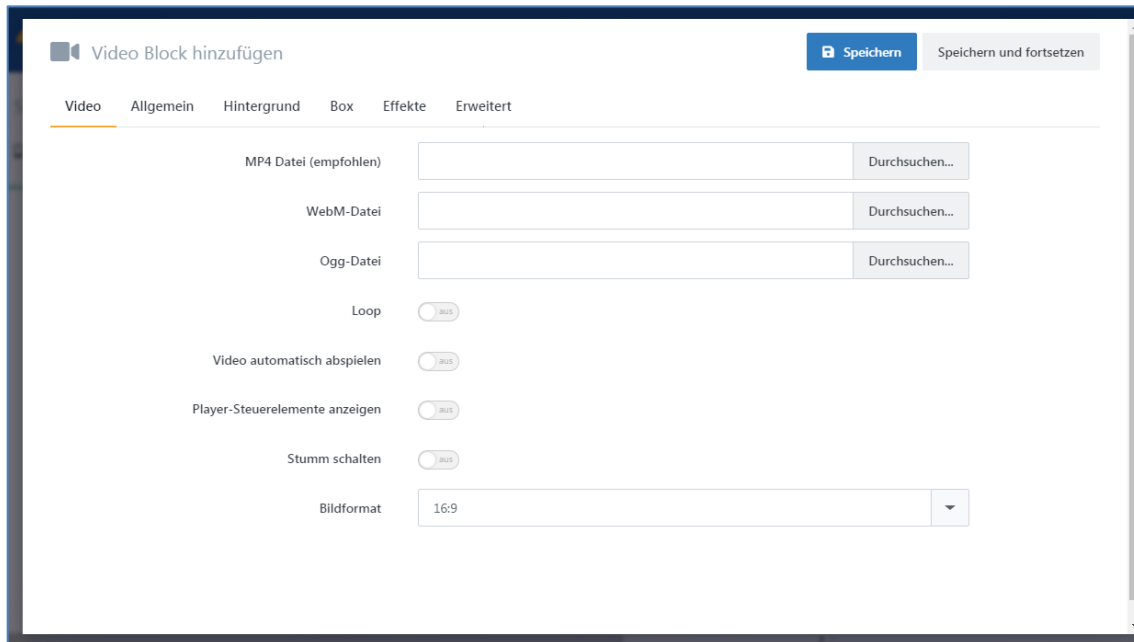 Video Block hinzufügen
Speichern
Speichern und fortsetzen
Video Allgemein Hintergrund Box Effekte Erweitert
MP4 Datei (empfohlen) Durchsuchen...
WebM-Datei Durchsuchen...
Ogg-Datei Durchsuchen...
Loop aus
Video automatisch abspielen aus
Player-Steuerelemente anzeigen aus
Stumm schalten aus
Bildformat 16:9